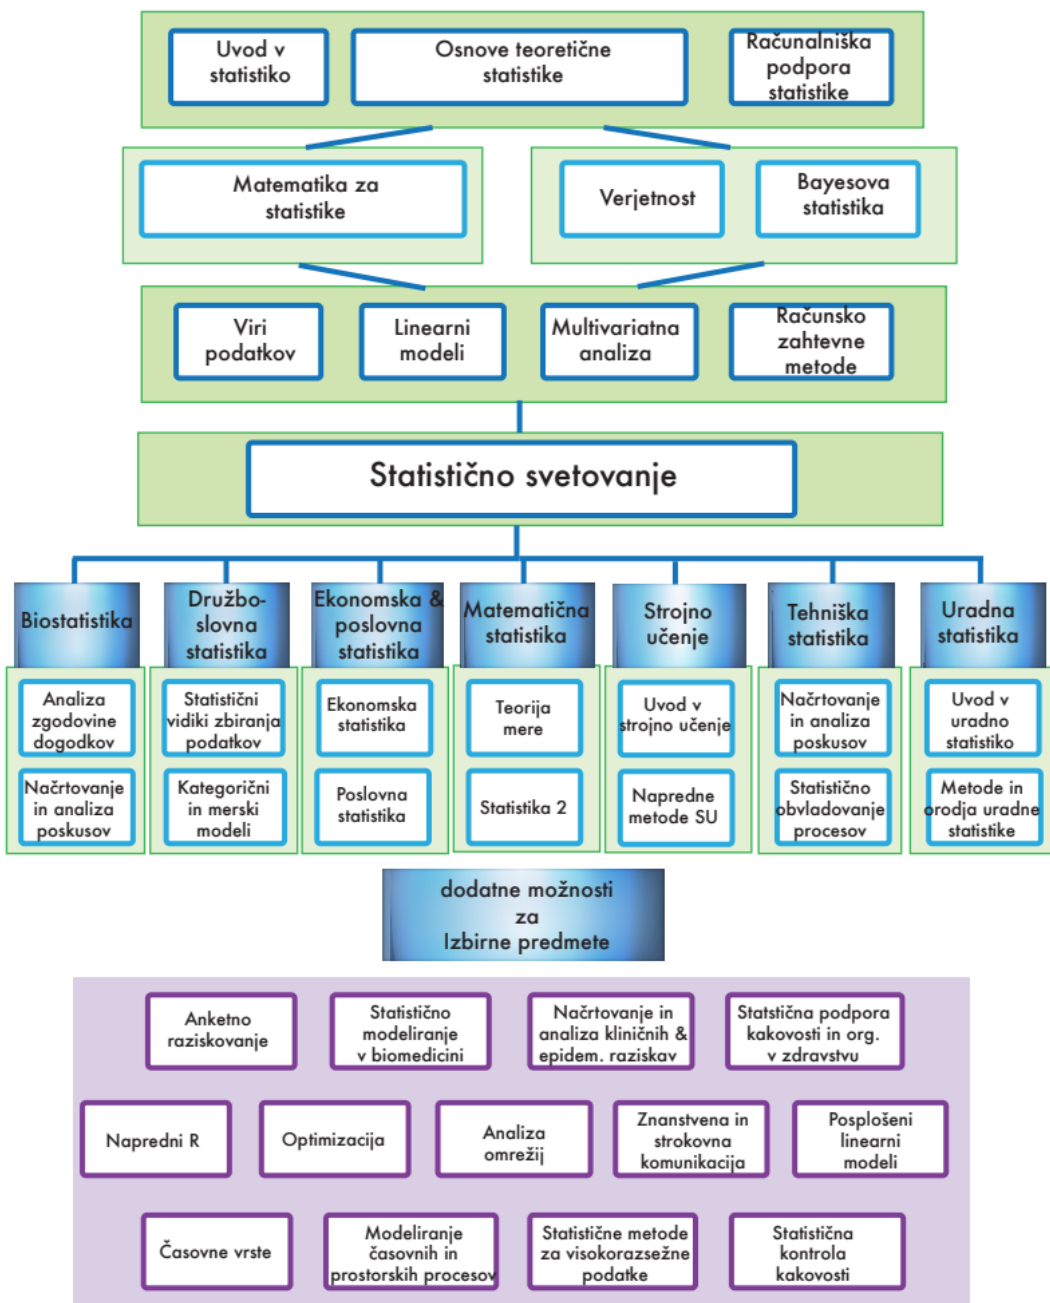 Uvod v
statistiko
Osnove teoretične
statistike
Računalniška
podpora
statistike
Matematika za
statistike
Verjetnost
Bayesova
statistika
Viri
podatkov
Linearni
modeli
Multivariatna
analiza
Računsko
zahtevne
metode
Statistično svetovanje
Biostatistika
Družbo-
slovna
statistika
Ekonomska &
poslovna
statistika
Matematična
statistika
Strojno
učenje
Tehniška
statistika
Uradna
statistika
Analiza
zgodovine
dogodkov
Statistični
vidiki zbiranja
podatkov
Ekonomska
statistika
Teorija
mere
Uvod v
strojno učenje
Načrtovanje
in analiza
poskusov
Uvod v
uradno
statistiko
Načrtovanje
in analiza
poskusov
Kategorični
in merski
modeli
Poslovna
statistika
Statistika 2
Napredne
metode SU
Statistično
obvladovanje
procesov
Metode in
orodja uradne
statistike
dodatne možnosti
za
Izbirne predmete
Anketno
raziskovanje
Statistično
modeliranje
v biomedicini
Načrtovanje in
analiza kliničnih &
epidem. raziskav
Statstična podpora
kakovosti in org.
v zdravstvu
Napredni R
Optimizacija
Analiza
omrežij
Znanstvena in
strokovna
komunikacija
Posplošeni
linearni
modeli
Časovne vrste
Modeliranje
časovnih in
prostorskih procesov
Statistične metode
za visokorazsežne
podatke
Statistična
kontrola
kakovosti